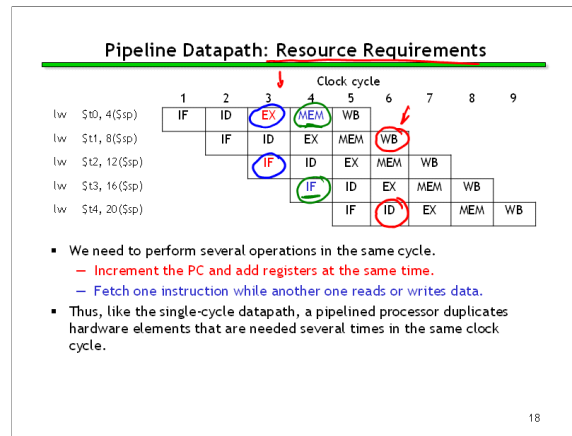 Pipeline Datapath: Resource Requirements
Clock cycle
1 2 3 4 5 6 7 8 9
lw $t0, 4($sp) IF ID EX MEM WB
lw $t1, 8($sp) IF ID EX MEM WB
lw $t2, 12($sp) IF ID EX MEM WB
lw $t3, 16($sp) IF ID EX MEM WB
lw $t4, 20($sp) IF ID EX MEM WB
▪ We need to perform several operations in the same cycle.
— Increment the PC and add registers at the same time.
— Fetch one instruction while another one reads or writes data.
▪ Thus, like the single-cycle datapath, a pipelined processor duplicates
hardware elements that are needed several times in the same clock
cycle.
18